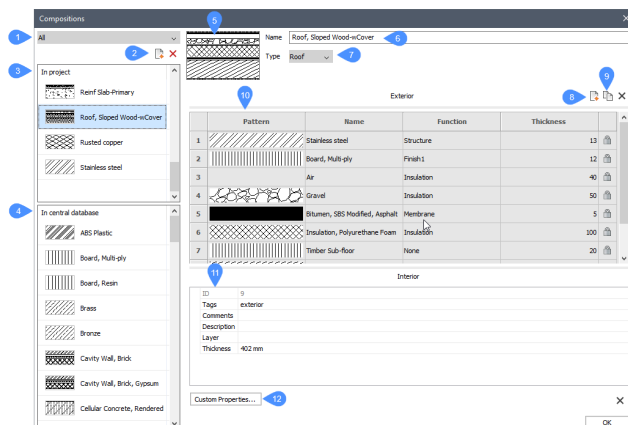 Compositions
1
All
2
3
In project
Reinf Slab-Primary
Roof, Sloped Wood-wCover
Rusted copper
Stainless steel
4
In central database
ABS Plastic
Board, Multi-ply
Board, Resin
Brass
Bronze
Cavity Wall, Brick
Cavity Wall, Brick, Gypsum
Cellular Concrete, Rendered
5
Name Roof, Sloped Wood-wCover 6
Type Roof 7
8 9
10
Exterior
Pattern Name Function Thickness
1 Stainless steel Structure 13
2 Board, Multi-ply Finish1 12
3 Air Insulation 40
4 Gravel Insulation 50
5 Bitumen, SBS Modified, Asphalt Membrane 5
6 Insulation, Polyurethane Foam Insulation 100
7 Timber Sub-floor None 20
11
Interior
ID 9
Tags exterior
Comments
Description
Layer
Thickness 402 mm
Custom Properties... 12
OK